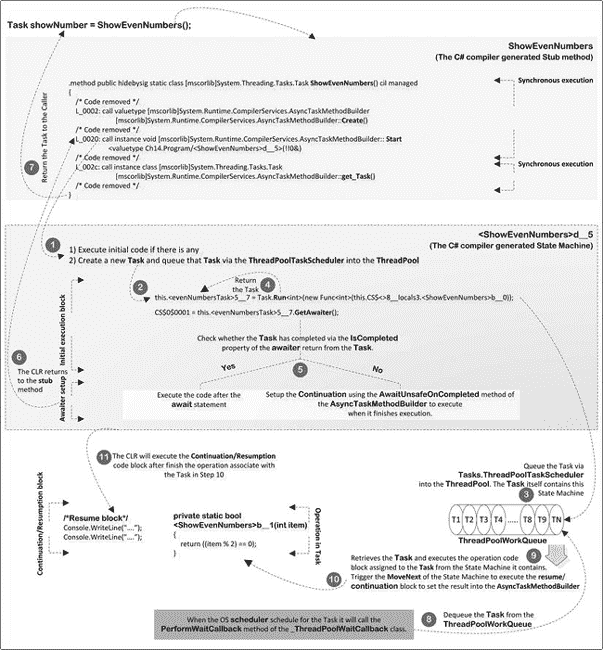 Task showNumber = ShowEvenNumbers();
ShowEvenNumbers
(The C# compiler generated Stub method)
.method public hidebysig static class [mscorlib]System.Threading.Tasks.Task ShowEvenNumbers() cil managed
{
/* Code removed */
L_0002: call valuetype [mscorlib]System.Runtime.CompilerServices.AsyncTaskMethodBuilder
[mscorlib]System.Runtime.CompilerServices.AsyncTaskMethodBuilder::Create()
/* Code removed */
L_0020: call instance void [mscorlib]System.Runtime.CompilerServices.AsyncTaskMethodBuilder:: Start
<valuetype Ch14.Program/<ShowEvenNumbers>d__5>(!!0&)
/* Code removed */
L_002c: call instance class [mscorlib]System.Threading.Tasks.Task
[mscorlib]System.Runtime.CompilerServices.AsyncTaskMethodBuilder::get_Task()
/* Code removed */
}
Synchronous execution
Synchronous execution
7
Return the Task to the Caller
<ShowEvenNumbers>d__5
(The C# compiler generated State Machine)
1
1) Execute initial code if there is any
2) Create a new Task and queue that Task via the ThreadPoolTaskScheduler into the ThreadPool
2
Return
the Task
4
this.<evenNumbersTask>5__7 = Task.Run<int>(new Func<int>(this.CS$<>8__locals3.<ShowEvenNumbers>b__0));
CS$0$0001 = this.<evenNumbersTask>5__7.GetAwaiter();
Check whether the Task has completed via the IsCompleted
property of the awaiter return from the Task.
Yes
5
No
Execute the code after the
await statement
Setup the Continuation using the AwaitUnsafeOnCompleted method of
the AsyncTaskMethodBuilder to execute
when it finishes execution.
Initial execution block
Awaiter setup
6
The CLR returns
to the stub
method
11
The CLR will execute the Continuation/Resumption
code block after finish the operation associate with
the Task in Step 10
Continuation/Resumption block
/*Resume block*/
Console.WriteLine("....");
Console.WriteLine("....");
private static bool
<ShowEvenNumbers>b__1(int item)
{
return ((item % 2) == 0);
}
Operation in
Task
Queue the Task via
Tasks.ThreadPoolTaskScheduler
into the ThreadPool. The Task itself contains this
State Machine
3
T1 T2 T3 T4 ..... T8 T9 TN
ThreadPoolWorkQueue
9
Retrieves the Task and executes the operation code
block assigned to the Task from the State Machine it contains.
10
Trigger the MoveNext of the State Machine to execute the resume/
continuation block to set the result into the AsyncTaskMethodBuilder
When the OS scheduler schedule for the Task it will call the
PerformWaitCallback method of the _ThreadPoolWaitCallback class.
8
Dequeue the Task from the
ThreadPoolWorkQueue